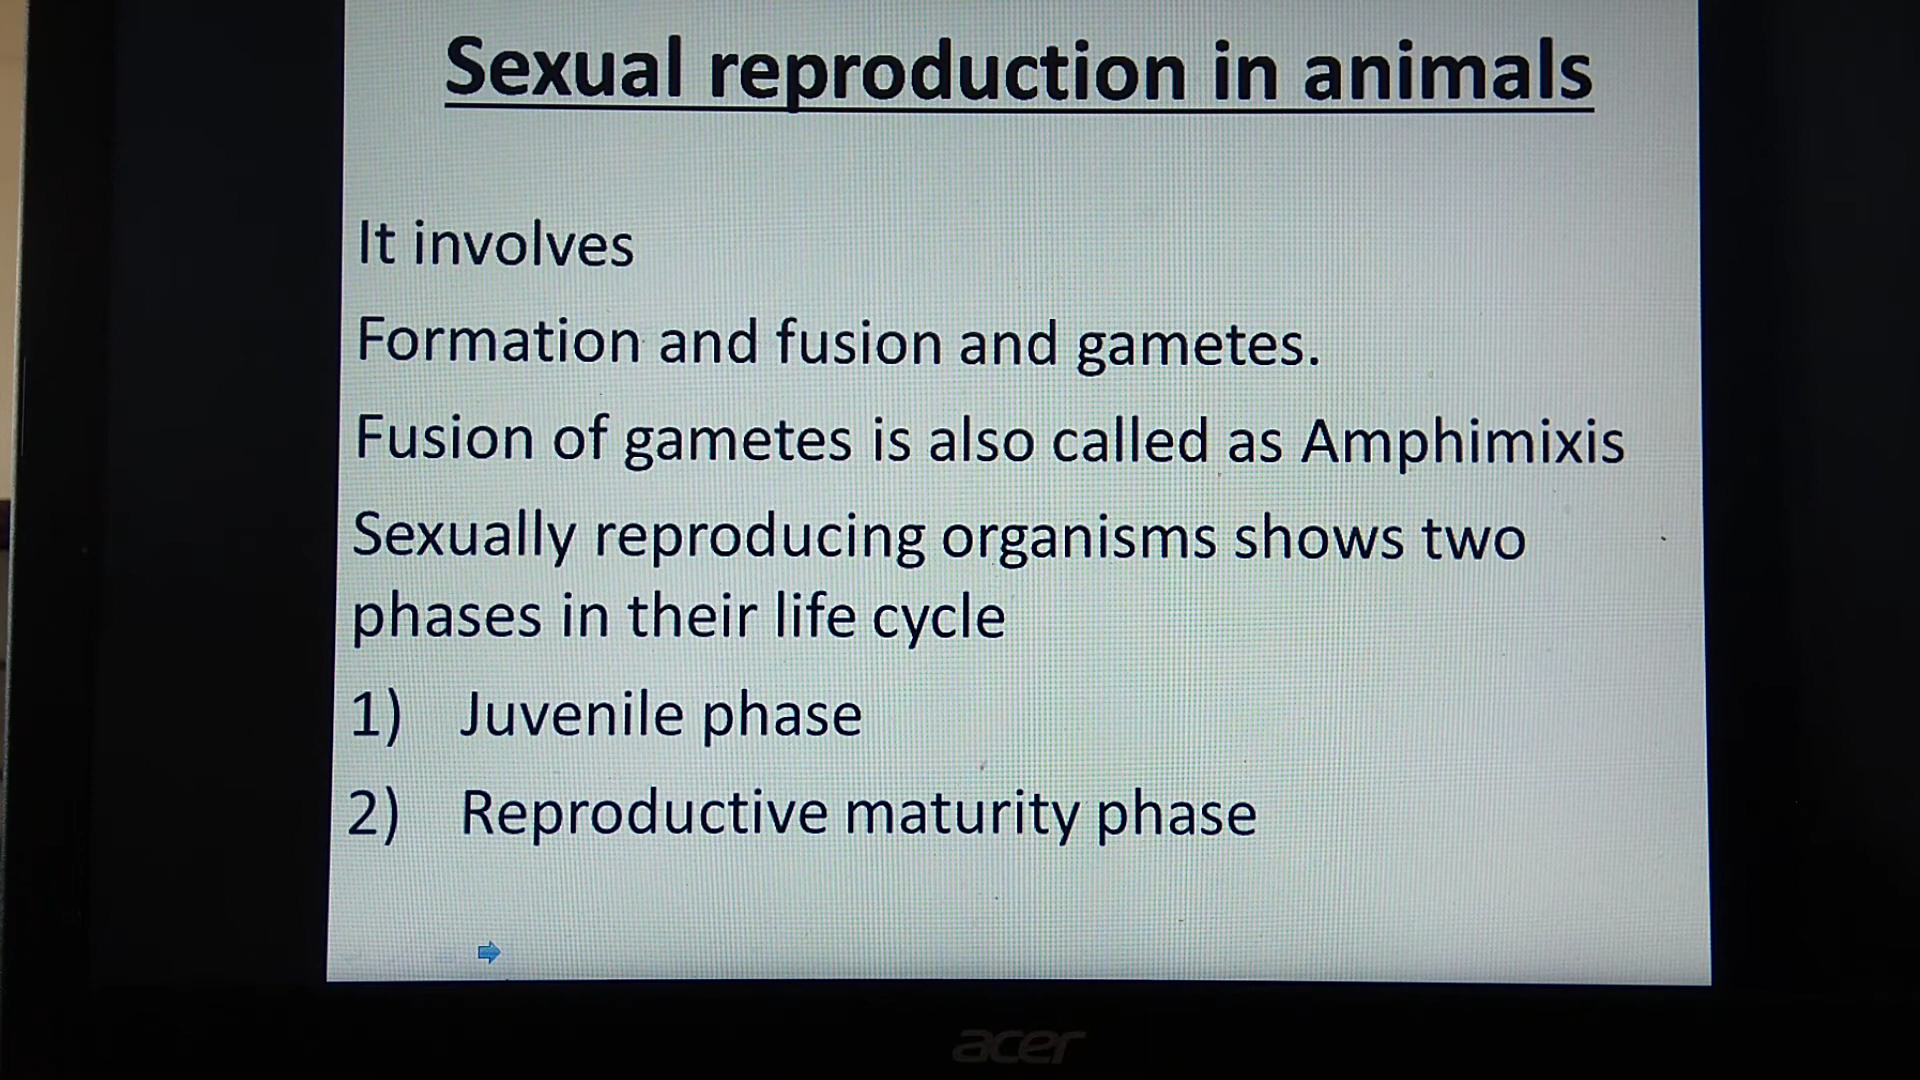 Sexual reproduction in animals
It involves
Formation and fusion and gametes.
Fusion of gametes is also called as Amphimixis
Sexually reproducing organisms shows two
phases in their life cycle
1) Juvenile phase
2) Reproductive maturity phase
acer